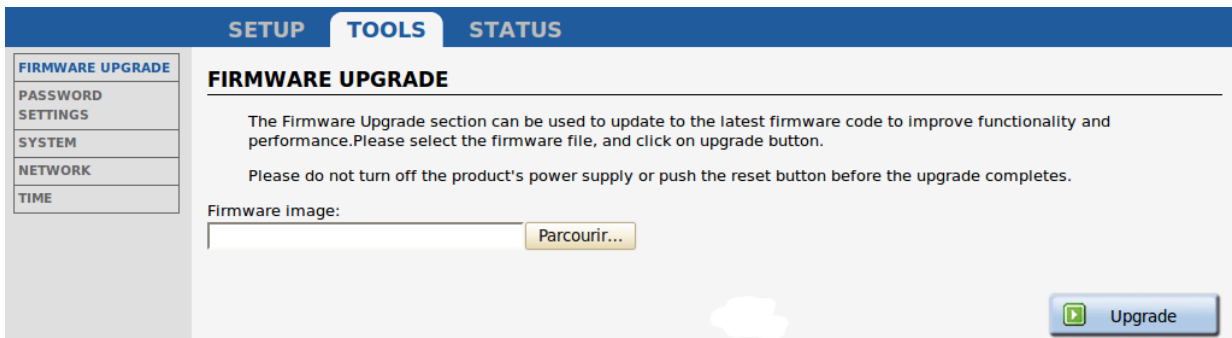 SETUP TOOLS STATUS
FIRMWARE UPGRADE
PASSWORD
SETTINGS
SYSTEM
NETWORK
TIME
FIRMWARE UPGRADE
The Firmware Upgrade section can be used to update to the latest firmware code to improve functionality and
performance.Please select the firmware file, and click on upgrade button.
Please do not turn off the product's power supply or push the reset button before the upgrade completes.
Firmware image:
Parcourir...
Upgrade